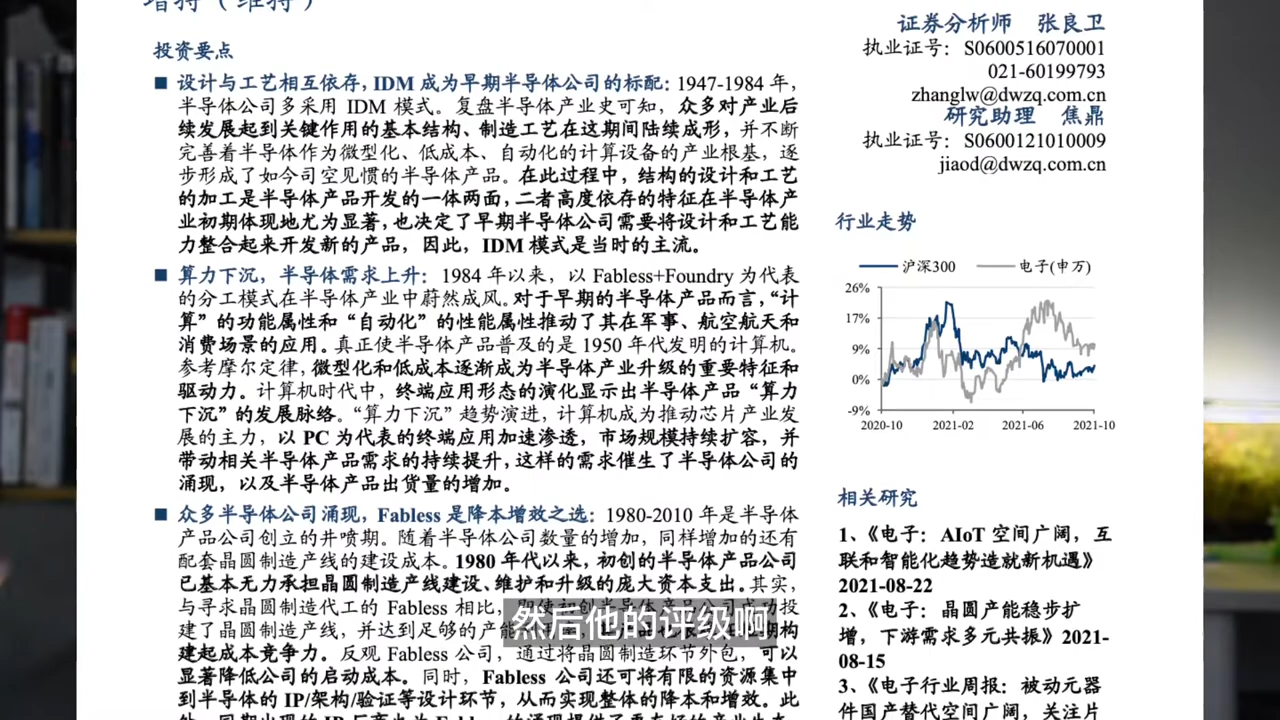 增持（维持）
投资要点
■ 设计与工艺相互依存，IDM 成为早期半导体公司的标配：1947-1984 年，
半导体公司多采用 IDM 模式。复盘半导体产业史可知，众多对产业后
续发展起到关键作用的基本结构、制造工艺在这期间陆续成形，并不断
完善着半导体作为微型化、低成本、自动化的计算设备的产业根基，逐
步形成了如今司空见惯的半导体产品。在此过程中，结构的设计和工艺
的加工是半导体产品开发的一体两面，二者高度依存的特征在半导体产
业初期体现地尤为显著，也决定了早期半导体公司需要将设计和工艺能
力整合起来开发新的产品，因此，IDM 模式是当时的主流。
■ 算力下沉，半导体需求上升：1984 年以来，以 Fabless+Foundry 为代表
的分工模式在半导体产业中蔚然成风。对于早期的半导体产品而言，“计
算”的功能属性和“自动化”的性能属性推动了其在军事、航空航天和
消费场景的应用。真正使半导体产品普及的是 1950 年代发明的计算机。
参考摩尔定律，微型化和低成本逐渐成为半导体产业升级的重要特征和
驱动力。计算机时代中，终端应用形态的演化显示出半导体产品“算力
下沉”的发展脉络。“算力下沉”趋势演进，计算机成为推动芯片产业发
展的主力，以 PC 为代表的终端应用加速渗透，市场规模持续扩容，并
带动相关半导体产品需求的持续提升，这样的需求催生了半导体公司的
涌现，以及半导体产品出货量的增加。
■ 众多半导体公司涌现，Fabless 是降本增效之选：1980-2010 年是半导体
产品公司创立的井喷期。随着半导体公司数量的增加，同样增加的还有
配套晶圆制造产线的建设成本。1980 年代以来，初创的半导体产品公司
已基本无力承担晶圆制造产线建设、维护和升级的庞大资本支出。其实，
与寻求晶圆制造代工的 Fabless 相比，即使初创半导体产品公司成功投
建了晶圆制造产线，并达到足够的产能 构
建起成本竞争力。反观 Fabless 公司，通过将晶圆制造环节外包，可以
显著降低公司的启动成本。同时，Fabless 公司还可将有限的资源集中
到半导体的 IP/架构/验证等设计环节，从而实现整体的降本和增效。此
然后他的评级啊
证券分析师 张良卫
执业证号：S0600516070001
021-60199793
zhanglw@dwzq.com.cn
研究助理 焦鼎
执业证号：S0600121010009
jiaod@dwzq.com.cn
行业走势
沪深300 电子(申万)
26%
17%
9%
0%
-9%
2020-10 2021-02 2021-06 2021-10
相关研究
1、《电子：AIoT 空间广阔，互
联和智能化趋势造就新机遇》
2021-08-22
2、《电子：晶圆产能稳步扩
增，下游需求多元共振》2021-
08-15
3、《电子行业周报：被动元器
件国产替代空间广阔，关注片